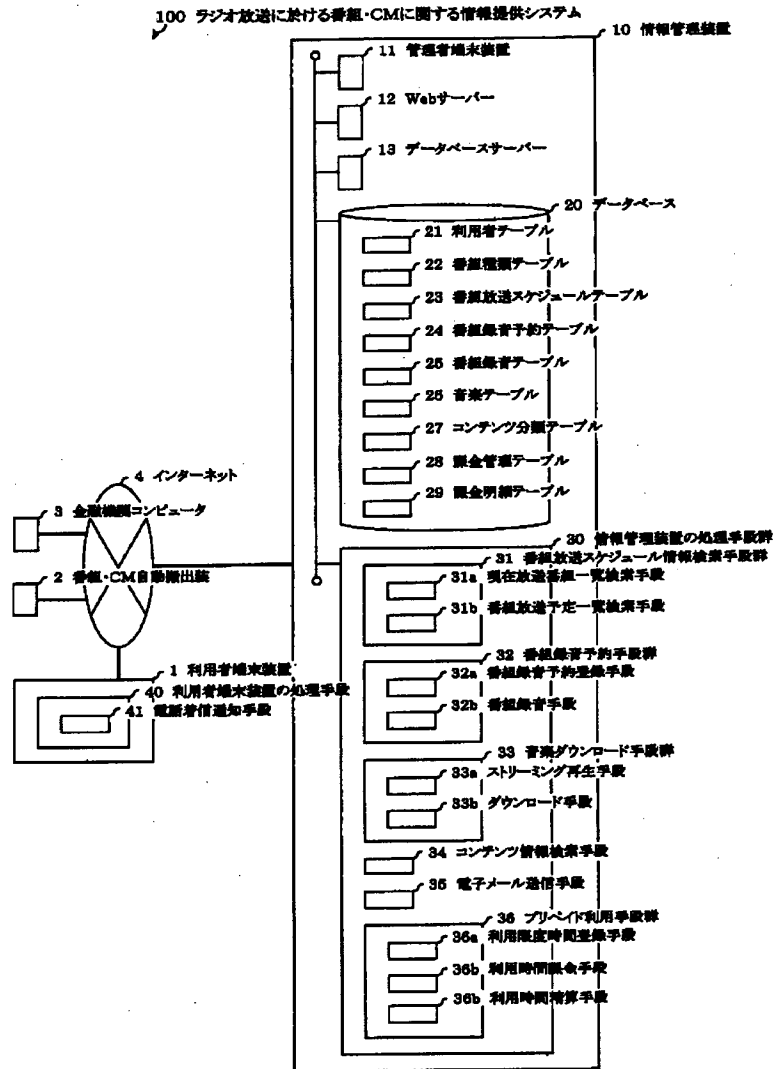 100 ラジオ放送に於ける番組・CMに関する情報提供システム
10 情報管理装置
11 管理者端末装置
12 Webサーバー
13 データベースサーバー
20 データベース
21 利用者テーブル
22 番組種類テーブル
23 番組放送スケジュールテーブル
24 番組録音予約テーブル
25 番組録音テーブル
26 音楽テーブル
27 コンテンツ分類テーブル
28 課金管理テーブル
29 課金明細テーブル
4 インターネット
3 金融機関コンピュータ
2 番組・CM自動搬出装
1 利用者端末装置
40 利用者端末装置の処理手段
41 電話着信通知手段
30 情報管理装置の処理手段群
31 番組放送スケジュール情報検索手段群
31a 現在放送番組一覧検索手段
31b 番組放送予定一覧検索手段
32 番組録音予約手段群
32a 番組録音予約登録手段
32b 番組録音手段
33 音楽ダウンロード手段群
33a ストリーミング再生手段
33b ダウンロード手段
34 コンテンツ情報検索手段
35 電子メール送信手段
36 プリペイド利用手段群
36a 利用限度時間登録手段
36b 利用時間課金手段
36b 利用時間精算手段